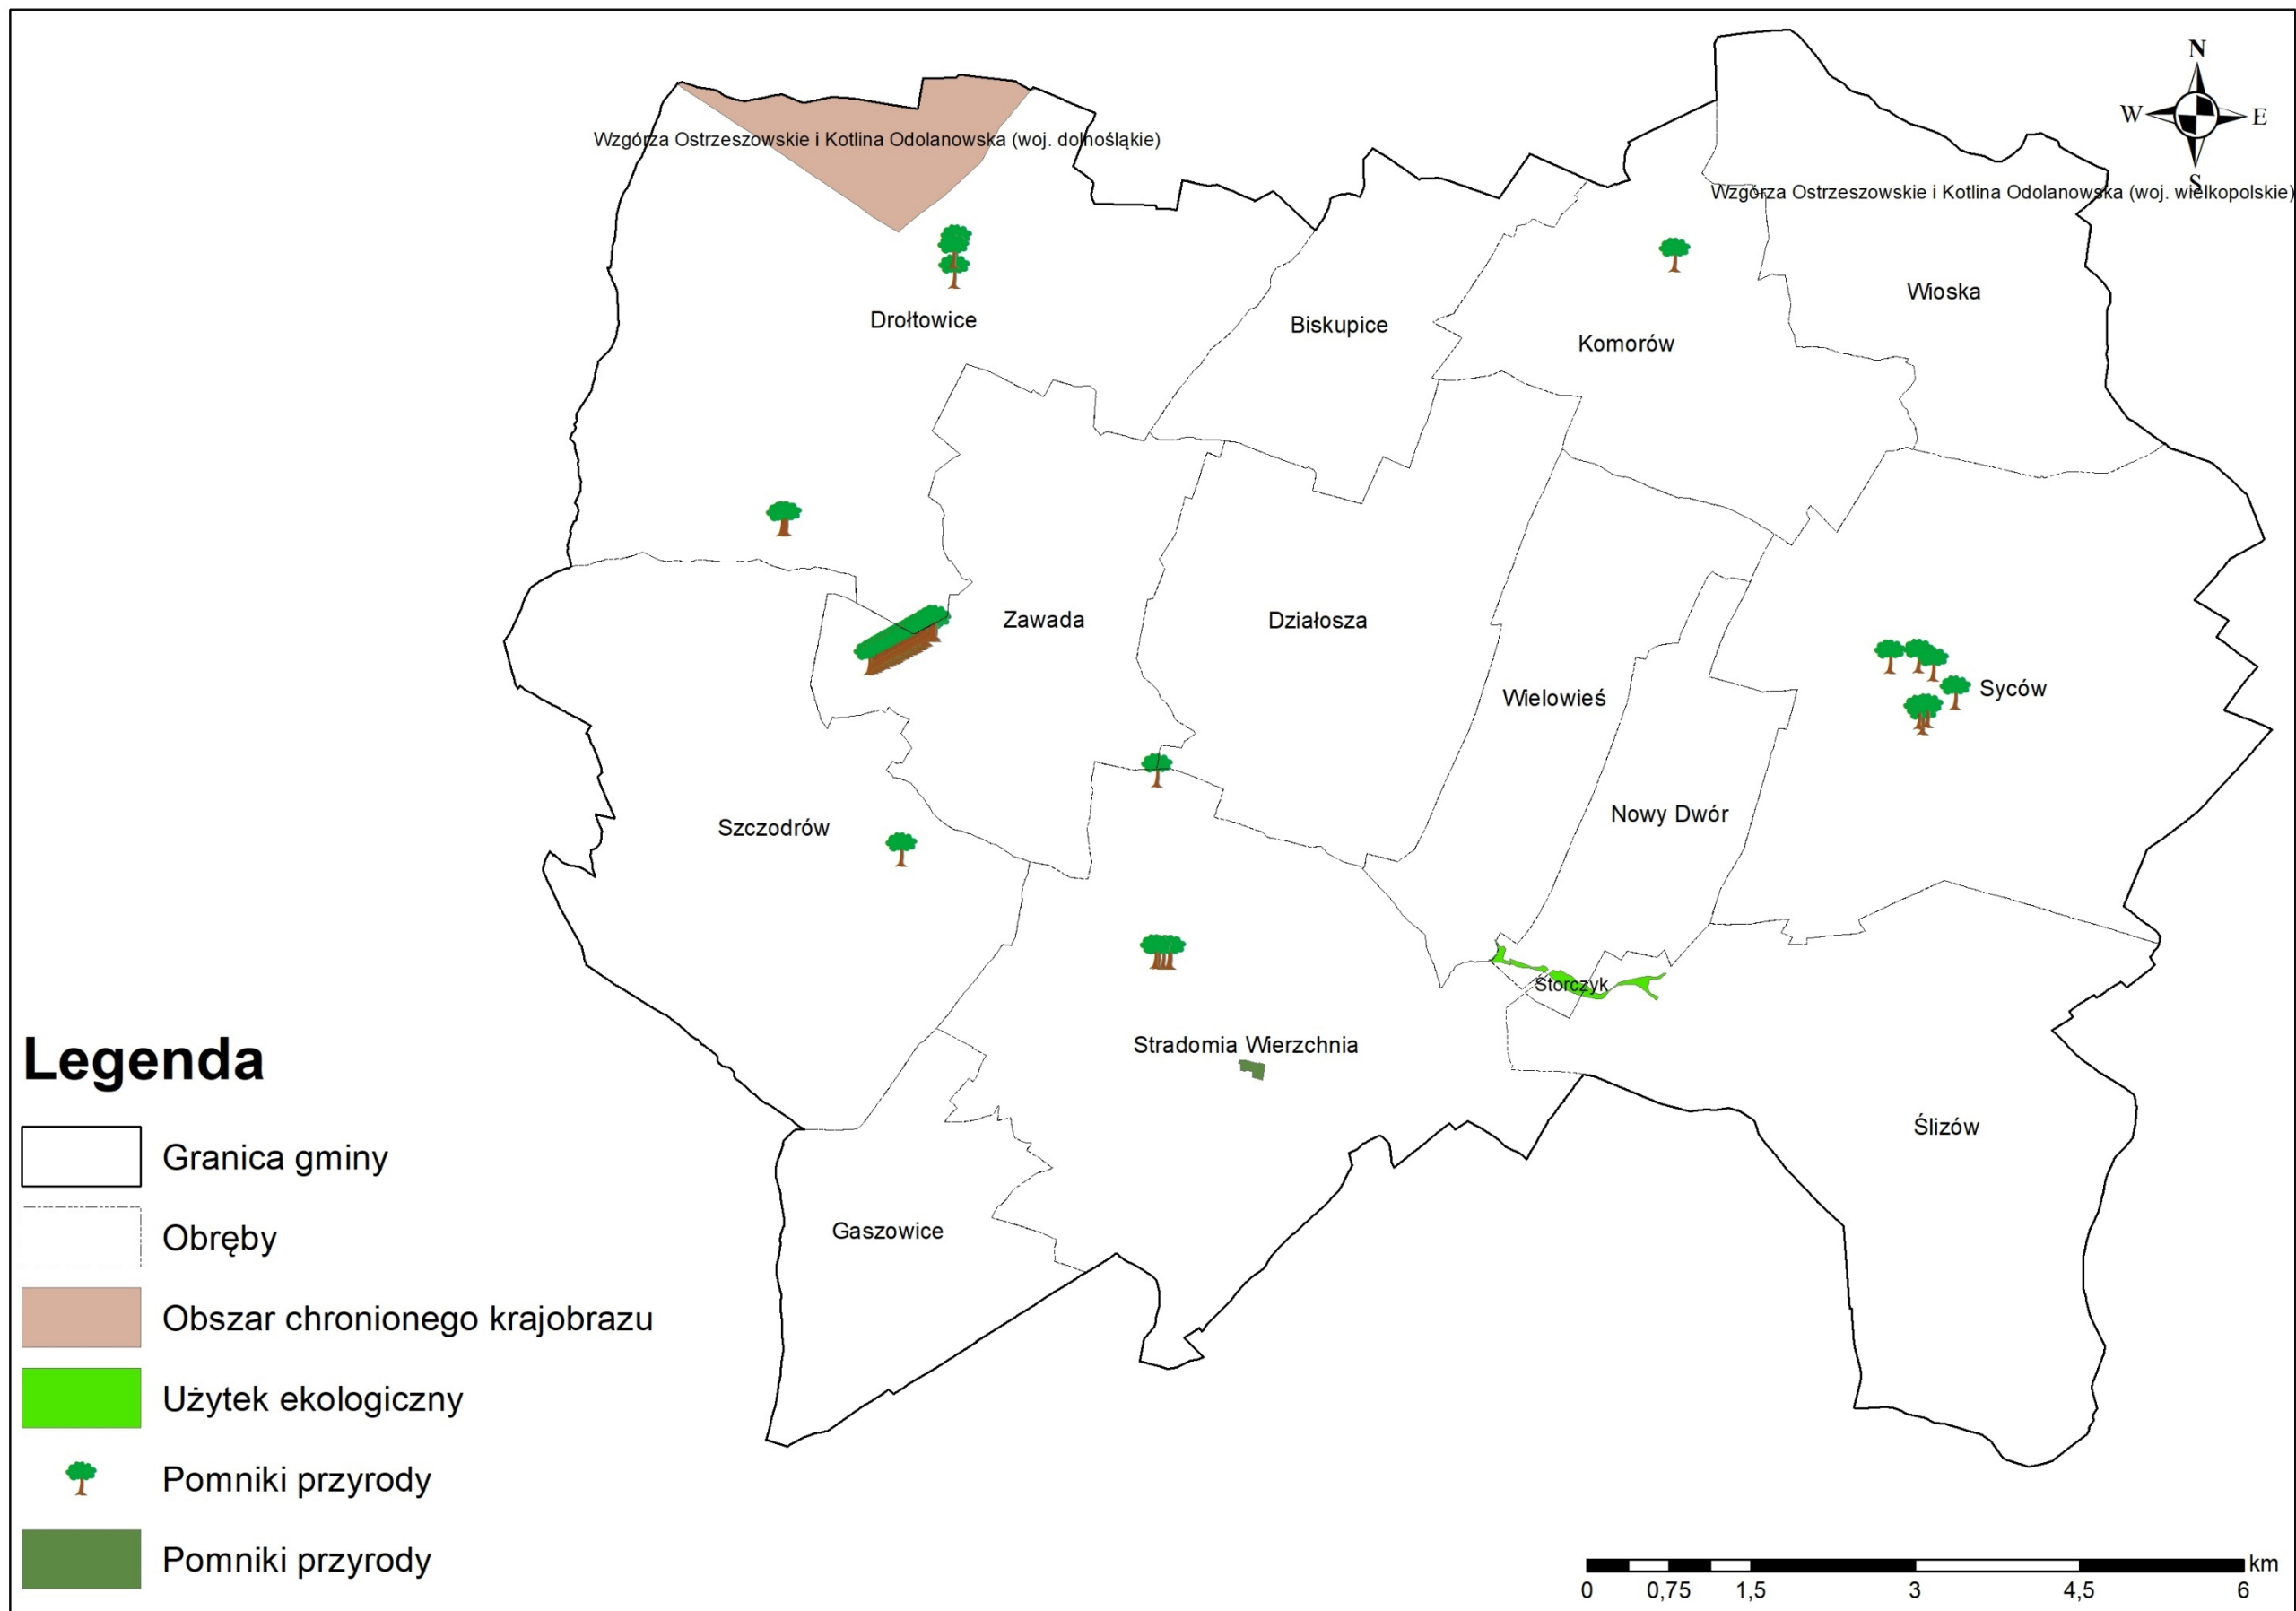 N
W
E
S
Wzgórza Ostrzeszowskie i Kotlina Odolanowska (woj. dolnośląkie)
Wzgórza Ostrzeszowskie i Kotlina Odolanowska (woj. wielkopolskie)
Wioska
Drołtowice
Biskupice
Komorów
Zawada
Działosza
Syców
Wielowieś
Nowy Dwór
Szczodrów
Storczyk
Stradomia Wierzchnia
Ślizów
Gaszowice
Legenda
Granica gminy
Obręby
Obszar chronionego krajobrazu
Użytek ekologiczny
Pomniki przyrody
Pomniki przyrody
km
0 0,75 1,5 3 4,5 6